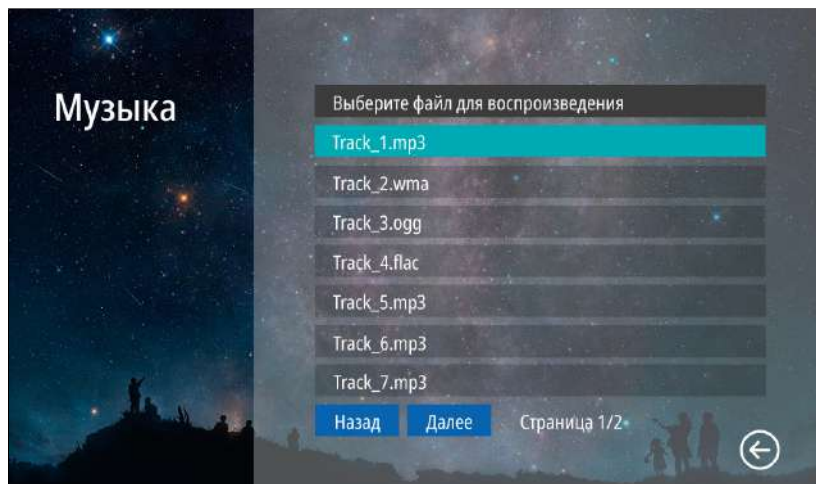 Музыка
Выберите файл для воспроизведения
Track_1.mp3
Track_2.wma
Track_3.ogg
Track_4.flac
Track_5.mp3
Track_6.mp3
Track_7.mp3
Назад Далее Страница 1/2